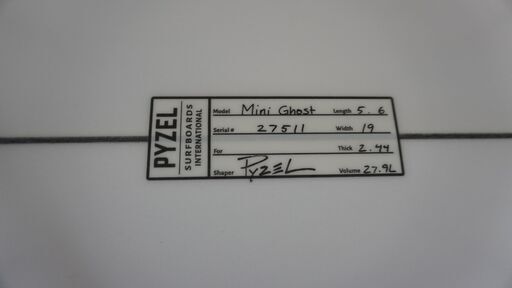 PYZEL
SURFBOARDS
INTERNATIONAL
Model Mini Ghost Length 5.6
Serial # 27511 Width 19
For Thick 2.44
Shaper PYZEL Volume 27.9L